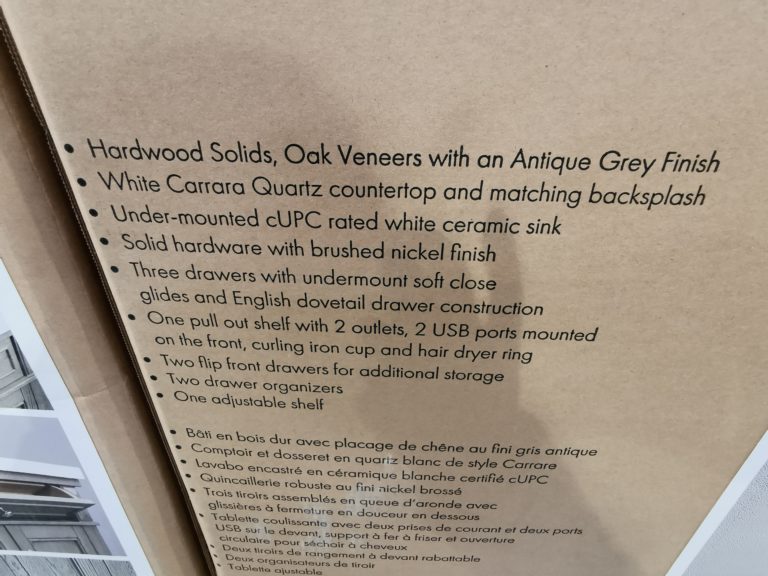 • Hardwood Solids, Oak Veneers with an Antique Grey Finish
• White Carrara Quartz countertop and matching backsplash
• Under-mounted cUPC rated white ceramic sink
• Solid hardware with brushed nickel finish
• Three drawers with undermount soft close
glides and English dovetail drawer construction
• One pull out shelf with 2 outlets, 2 USB ports mounted
on the front, curling iron cup and hair dryer ring
• Two flip front drawers for additional storage
• Two drawer organizers
• One adjustable shelf
• Bâti en bois dur avec placage de chêne au fini gris antique
• Comptoir et dosseret en quartz blanc de style Carrare
• Lavabo encastré en céramique blanche certifié cUPC
• Quincaillerie robuste au fini nickel brossé
• Trois tiroirs assemblés en queue d'aronde avec
glissières à fermeture en douceur en dessous
• Tablette coulissante avec deux prises de courant et deux ports
USB sur le devant, support à fer à friser et ouverture
circulaire pour séchoir à cheveux
• Deux tiroirs de rangement à devant rabattable
• Deux organisateurs de tiroir
• Tablette ajustable